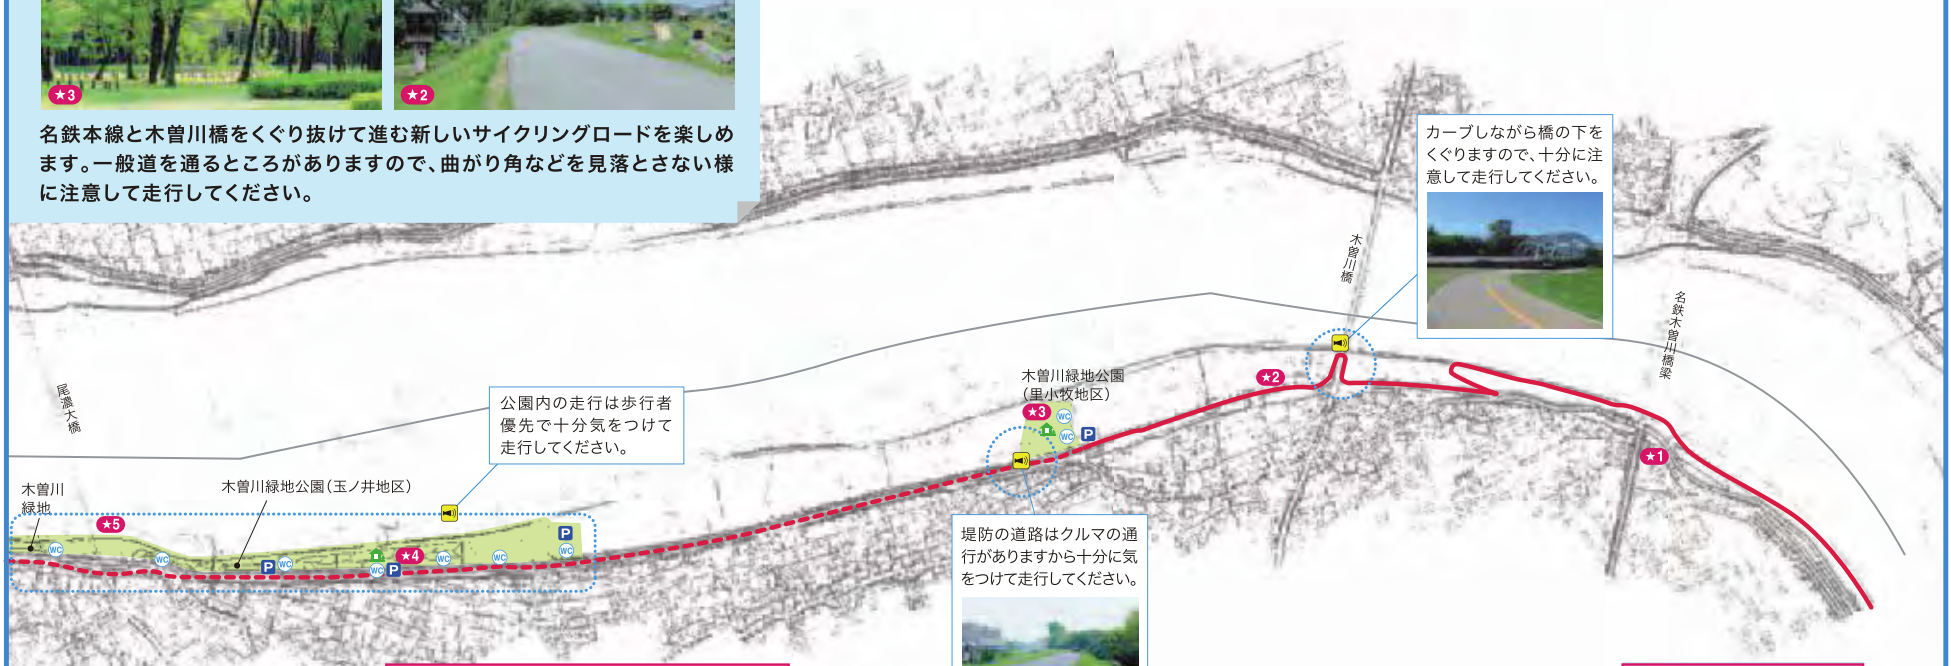 ★3
★2
名鉄本線と木曽川橋をくぐり抜けて進む新しいサイクリングロードを楽しめ
ます。一般道を通るところがありますので、曲がり角などを見落とさない様
に注意して走行してください。
カーブしながら橋の下を
くぐりますので、十分に注
意して走行してください。
木曽川橋
名鉄木曽川橋梁
尾濃大橋
公園内の走行は歩行者
優先で十分気をつけて
走行してください。
木曽川緑地公園
（里小牧地区）
★3
WC
WC
P
★2
★1
木曽川
緑地
木曽川緑地公園（玉ノ井地区）
★5
WC
WC
P
WC
WC
P
★4
WC
WC
P
WC
堤防の道路はクルマの通
行がありますから十分に気
をつけて走行してください。